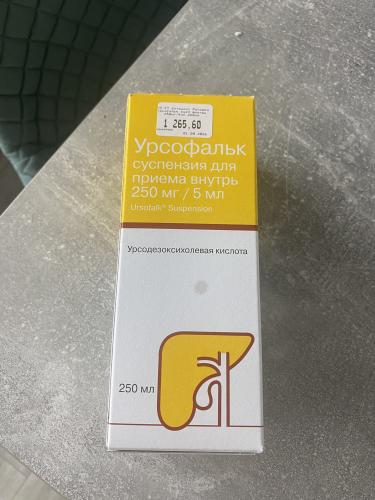 1 265,60
Урсофальк
суспензия для
приема внутрь
250 мг / 5 мл
Ursofalk® Suspension
Урсодезоксихолевая кислота
250 мл